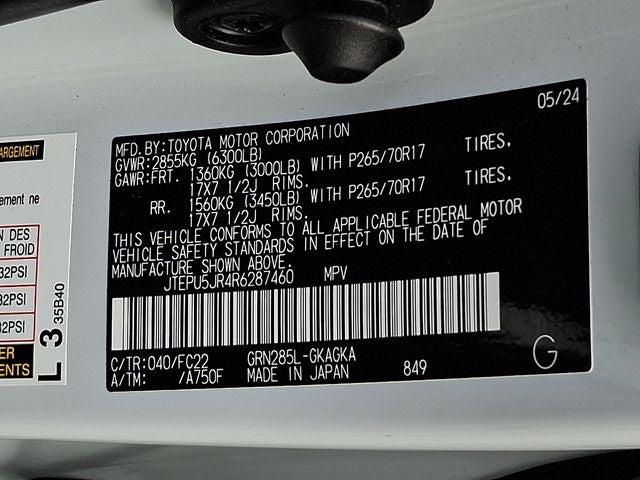 ARGEMENT
ement ne
N DES
FROID
32PSI
32PSI
32PSI
ER
ENTS
L 3 35B40
05/24
MFD.BY:TOYOTA MOTOR CORPORATION
GVWR:2855KG (6300LB)
GAWR:FRT. 1360KG (3000LB) WITH P265/70R17 TIRES,
17X7 1/2J RIMS.
RR. 1560KG (3450LB) WITH P265/70R17 TIRES,
17X7 1/2J RIMS.
THIS VEHICLE CONFORMS TO ALL APPLICABLE FEDERAL MOTOR
VEHICLE SAFETY STANDARDS IN EFFECT ON THE DATE OF
MANUFACTURE SHOWN ABOVE.
JTEPU5JR4R6287460 MPV
C/TR:040/FC22 GRN285L-GKAGKA
A/TM: /A750F MADE IN JAPAN 849
G